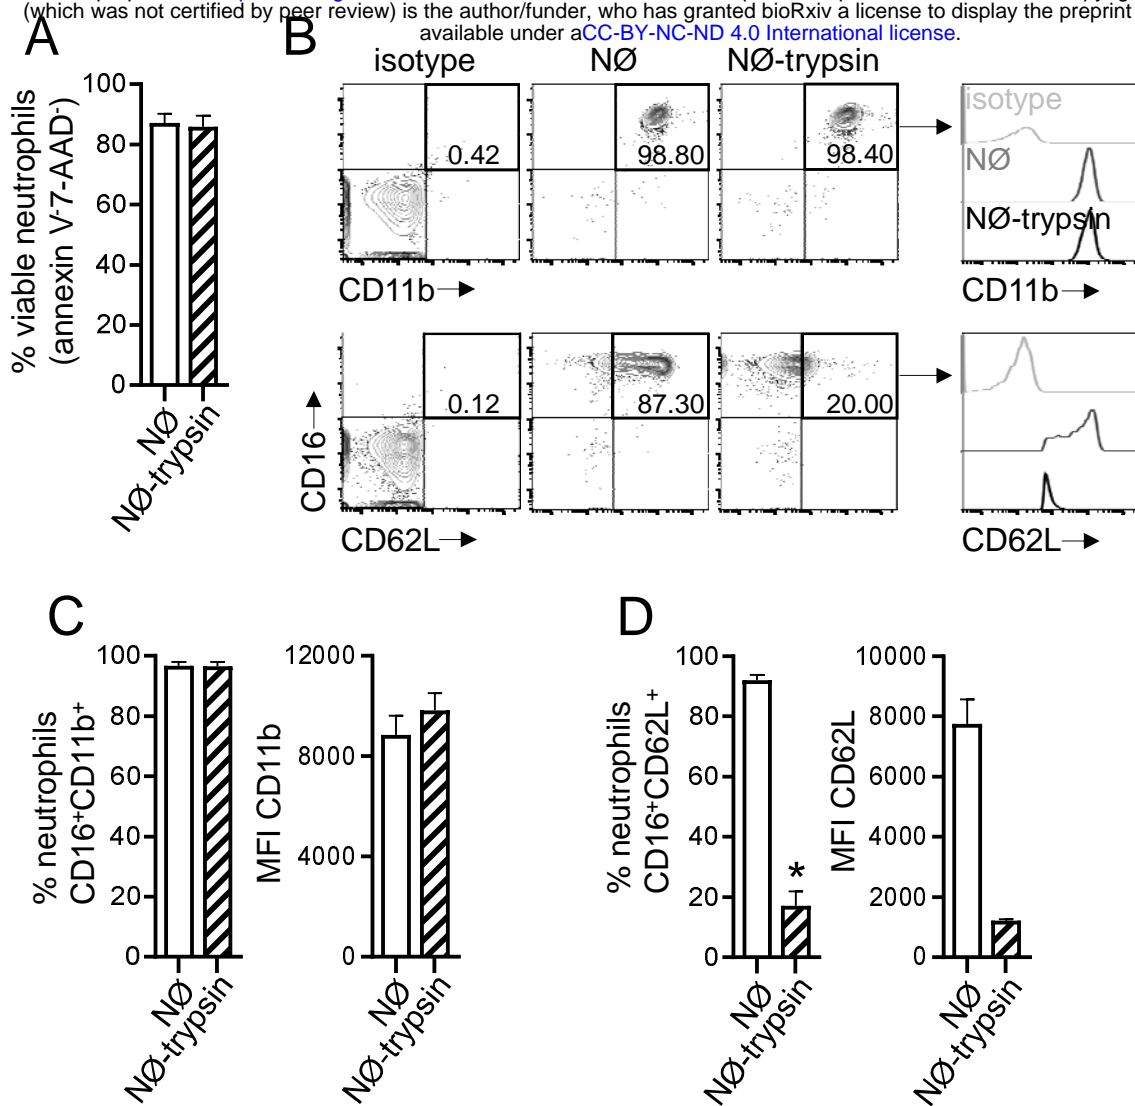 (which was not certified by peer review) is the author/funder, who has granted bioRxiv a license to display the preprint
available under aCC-BY-NC-ND 4.0 International license.
A
% viable neutrophils
(annexin V-7-AAD-)
100
80
60
40
20
0
NØ
NØ-trypsin
B
isotype
NØ
NØ-trypsin
0.42
98.80
98.40
isotype
NØ
NØ-trypsin
CD11b
CD11b
CD16
0.12
87.30
20.00
CD62L
CD62L
C
% neutrophils
CD16+CD11b+
100
80
60
40
20
0
NØ
NØ-trypsin
MFI CD11b
12000
8000
4000
0
NØ
NØ-trypsin
D
% neutrophils
CD16+CD62L+
100
80
60
40
20
0
*
NØ
NØ-trypsin
MFI CD62L
10000
8000
6000
4000
2000
0
NØ
NØ-trypsin